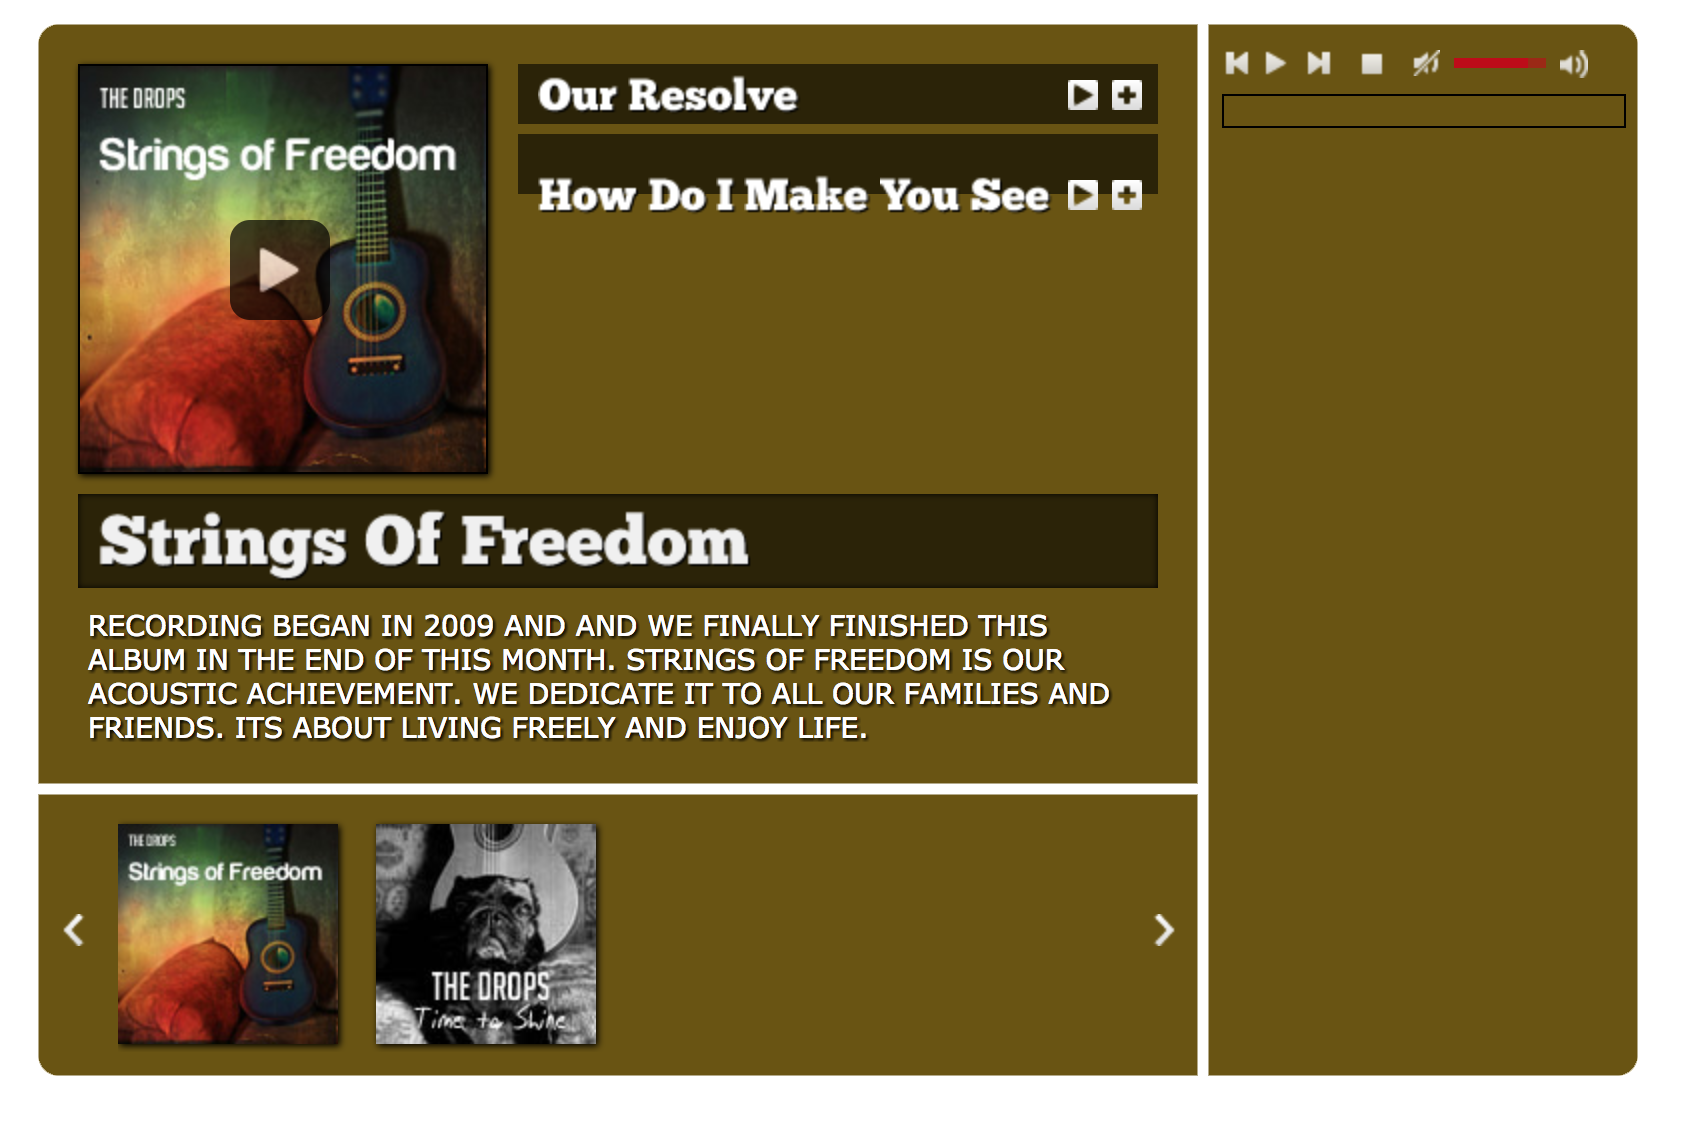 THE DROPS
Strings of Freedom
Our Resolve
How Do I Make You See
Strings Of Freedom
RECORDING BEGAN IN 2009 AND AND WE FINALLY FINISHED THIS
ALBUM IN THE END OF THIS MONTH. STRINGS OF FREEDOM IS OUR
ACOUSTIC ACHIEVEMENT. WE DEDICATE IT TO ALL OUR FAMILIES AND
FRIENDS. ITS ABOUT LIVING FREELY AND ENJOY LIFE.
THE DROPS
Strings of Freedom
THE DROPS
Time to Shine